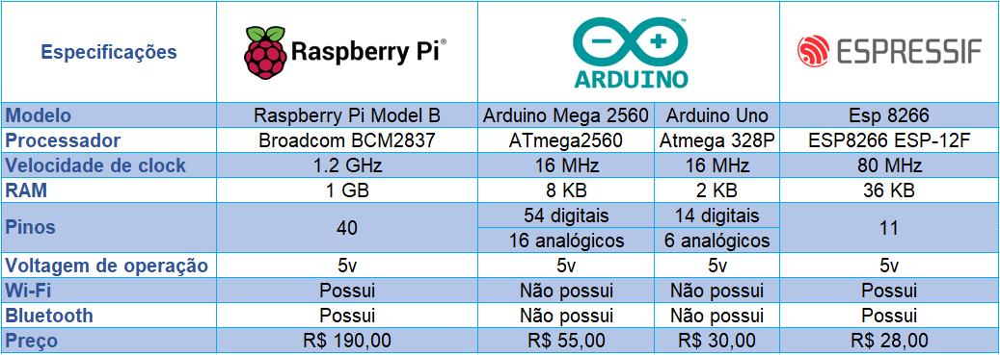 Especificações Raspberry Pi® ARDUINO ESPRESSIF
Modelo Raspberry Pi Model B Arduino Mega 2560 Arduino Uno Esp 8266
Processador Broadcom BCM2837 ATmega2560 Atmega 328P ESP8266 ESP-12F
Velocidade de clock 1.2 GHz 16 MHz 16 MHz 80 MHz
RAM 1 GB 8 KB 2 KB 36 KB
Pinos 40 54 digitais 14 digitais 11
16 analógicos 6 analógicos
Voltagem de operação 5v 5v 5v 5v
Wi-Fi Possui Não possui Não possui Possui
Bluetooth Possui Não possui Não possui Possui
Preço R$ 190,00 R$ 55,00 R$ 30,00 R$ 28,00